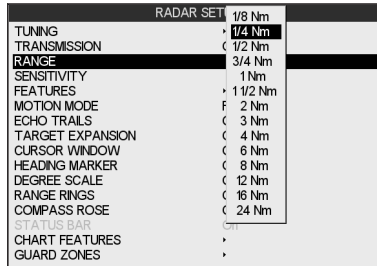 RADAR SET
TUNING
TRANSMISSION
RANGE
SENSITIVITY
FEATURES
MOTION MODE
ECHO TRAILS
TARGET EXPANSION
CURSOR WINDOW
HEADING MARKER
DEGREE SCALE
RANGE RINGS
COMPASS ROSE
STATUS BAR
CHART FEATURES
GUARD ZONES
1/8 Nm
1/4 Nm
1/2 Nm
3/4 Nm
1 Nm
1 1/2 Nm
2 Nm
3 Nm
4 Nm
6 Nm
8 Nm
12 Nm
16 Nm
24 Nm